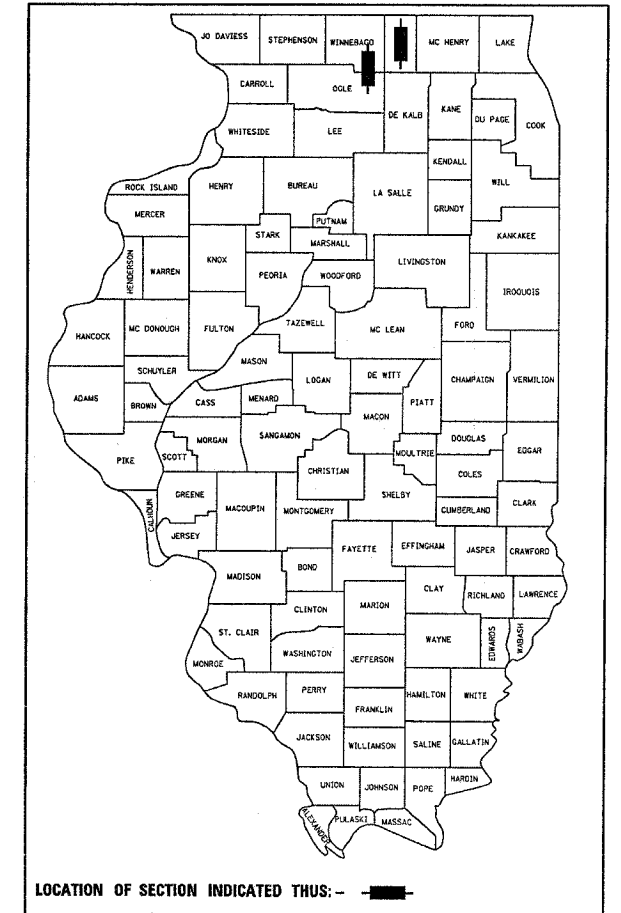 JO DAVIESS
STEPHENSON
WINNEBAGO
MC HENRY
LAKE
CARROLL
OGLE
DE KALB
KANE
DU PAGE
COOK
WHITESIDE
LEE
KENDALL
WILL
ROCK ISLAND
HENRY
BUREAU
LA SALLE
GRUNDY
MERCER
PUTNAM
KANKAKEE
STARK
MARSHALL
HENDERSON
WARREN
KNOX
PEORIA
WOODFORD
LIVINGSTON
IROQUOIS
HANCOCK
MC DONOUGH
FULTON
TAZEWELL
MC LEAN
FORD
MASON
SCHUYLER
LOGAN
DE WITT
CHAMPAIGN
VERMILION
ADAMS
BROWN
CASS
MENARD
MACON
PIATT
PIKE
SCOTT
MORGAN
SANGAMON
CHRISTIAN
MOULTRIE
DOUGLAS
EDGAR
COLES
CALHOUN
GREENE
MACOUPIN
MONTGOMERY
SHELBY
CUMBERLAND
CLARK
JERSEY
FAYETTE
EFFINGHAM
JASPER
CRAWFORD
MADISON
BOND
CLAY
RICHLAND
LAWRENCE
CLINTON
MARION
ST. CLAIR
WAYNE
EDWARDS
WABASH
MONROE
WASHINGTON
JEFFERSON
RANDOLPH
PERRY
HAMILTON
WHITE
FRANKLIN
JACKSON
WILLIAMSON
SALINE
GALLATIN
UNION
JOHNSON
POPE
HARDIN
ALEXANDER
PULASKI
MASSAC
LOCATION OF SECTION INDICATED THUS: -